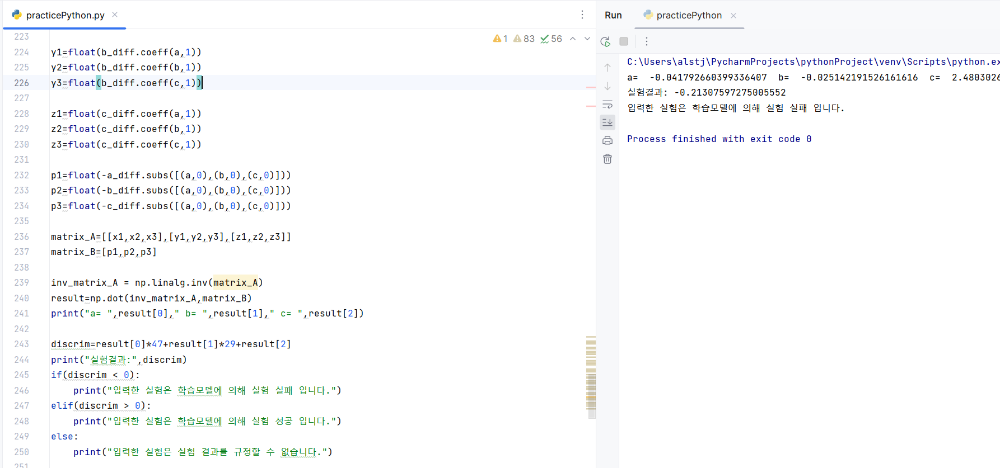 practicePython.py
Run
practicePython
1 83 56
223
224 y1=float(b_diff.coeff(a,1))
225 y2=float(b_diff.coeff(b,1))
226 y3=float(b_diff.coeff(c,1))
227
228 z1=float(c_diff.coeff(a,1))
229 z2=float(c_diff.coeff(b,1))
230 z3=float(c_diff.coeff(c,1))
231
232 p1=float(-a_diff.subs([(a,0),(b,0),(c,0)]))
233 p2=float(-b_diff.subs([(a,0),(b,0),(c,0)]))
234 p3=float(-c_diff.subs([(a,0),(b,0),(c,0)]))
235
236 matrix_A=[[x1,x2,x3],[y1,y2,y3],[z1,z2,z3]]
237 matrix_B=[p1,p2,p3]
238
239 inv_matrix_A = np.linalg.inv(matrix_A)
240 result=np.dot(inv_matrix_A,matrix_B)
241 print("a= ",result[0]," b= ",result[1]," c= ",result[2])
242
243 discrim=result[0]*47+result[1]*29+result[2]
244 print("실험결과:",discrim)
245 if(discrim < 0):
246     print("입력한 실험은 학습모델에 의해 실험 실패 입니다.")
247 elif(discrim > 0):
248     print("입력한 실험은 학습모델에 의해 실험 성공 입니다.")
249 else:
250     print("입력한 실험은 실험 결과를 규정할 수 없습니다.")
251
C:\Users\alstj\PycharmProjects\pythonProject\venv\Scripts\python.ex
a=  -0.041792660399336407  b=  -0.025142191526161616  c=  2.4803026
실험결과: -0.21307597275005552
입력한 실험은 학습모델에 의해 실험 실패 입니다.
Process finished with exit code 0